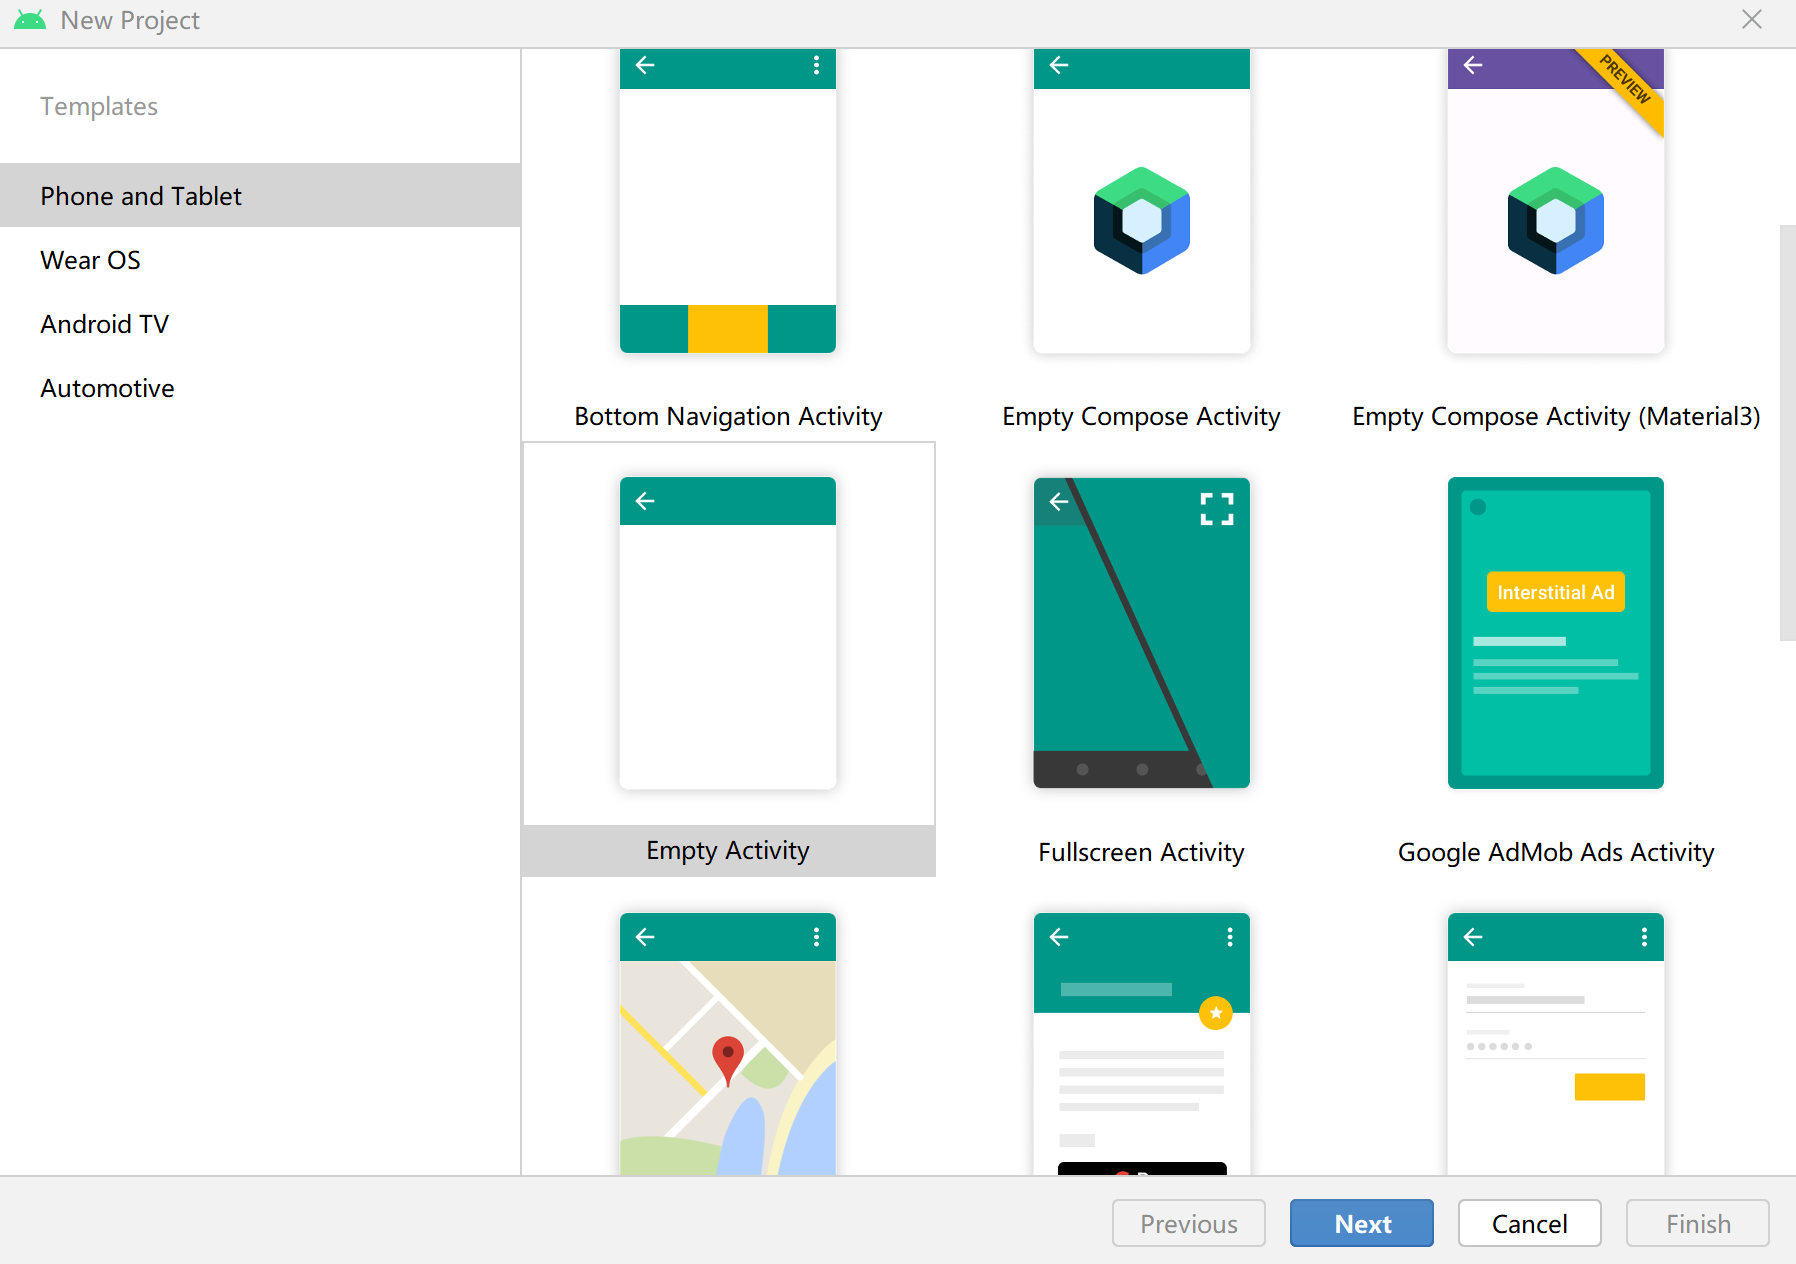 New Project
Templates
Phone and Tablet
Wear OS
Android TV
Automotive
PREVIEW
Bottom Navigation Activity
Empty Compose Activity
Empty Compose Activity (Material3)
Interstitial Ad
Empty Activity
Fullscreen Activity
Google AdMob Ads Activity
Previous
Next
Cancel
Finish